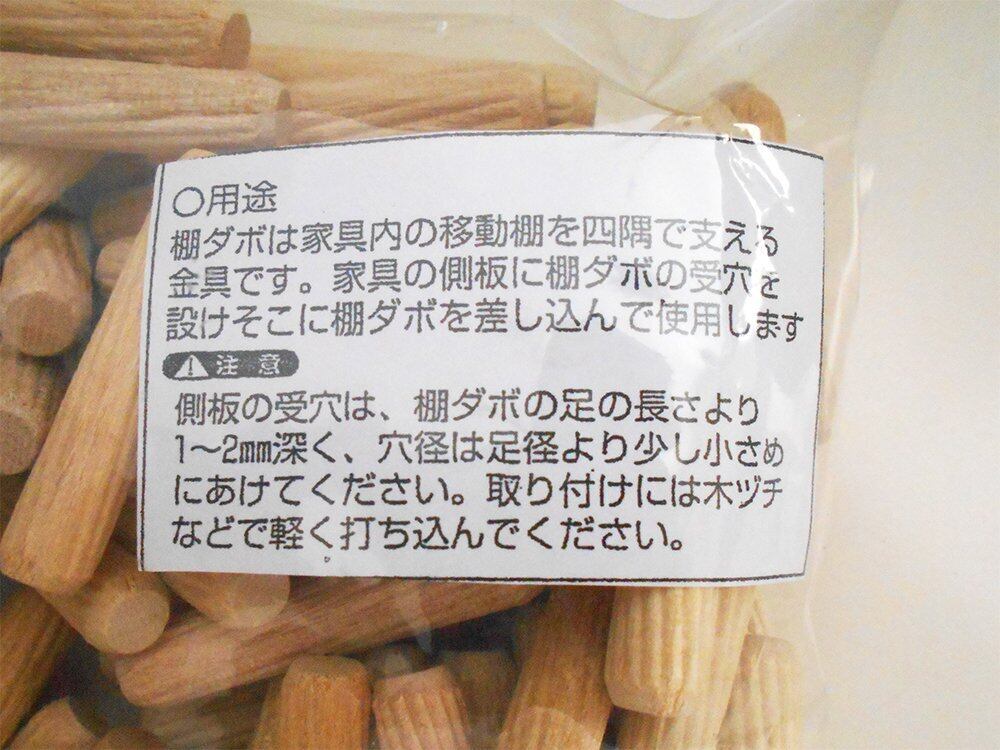 ○用途
棚ダボは家具内の移動棚を四隅で支える
金具です。家具の側板に棚ダボの受穴を
設けそこに棚ダボを差し込んで使用します
⚠注意
側板の受穴は、棚ダボの足の長さより
1〜2mm深く、穴径は足径より少し小さめ
にあけてください。取り付けには木ヅチ
などで軽く打ち込んでください。